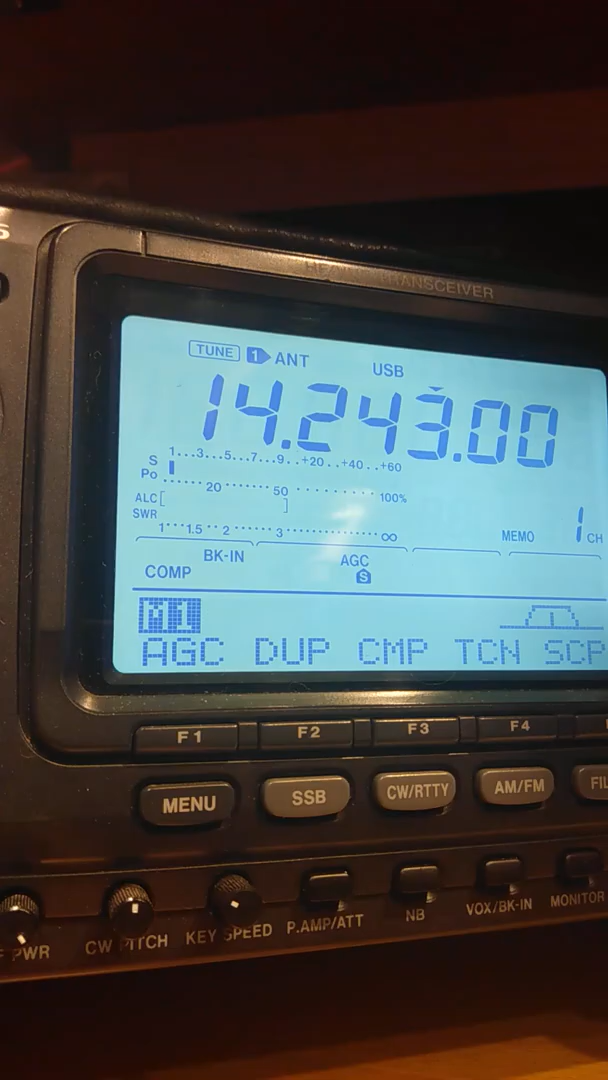 HF/VHF TRANSCEIVER
TUNE 1 ANT USB
14.243.00
S 1...3...5...7...9..+20..+40..+60
Po 20 50 100%
ALC
SWR 1 1.5 2 3 ∞
MEMO 1 CH
BK-IN AGC
COMP S
M1
AGC DUP CMP TCN SCP
F1 F2 F3 F4
MENU SSB CW/RTTY AM/FM FIL
PWR CW PITCH KEY SPEED P.AMP/ATT NB VOX/BK-IN MONITOR